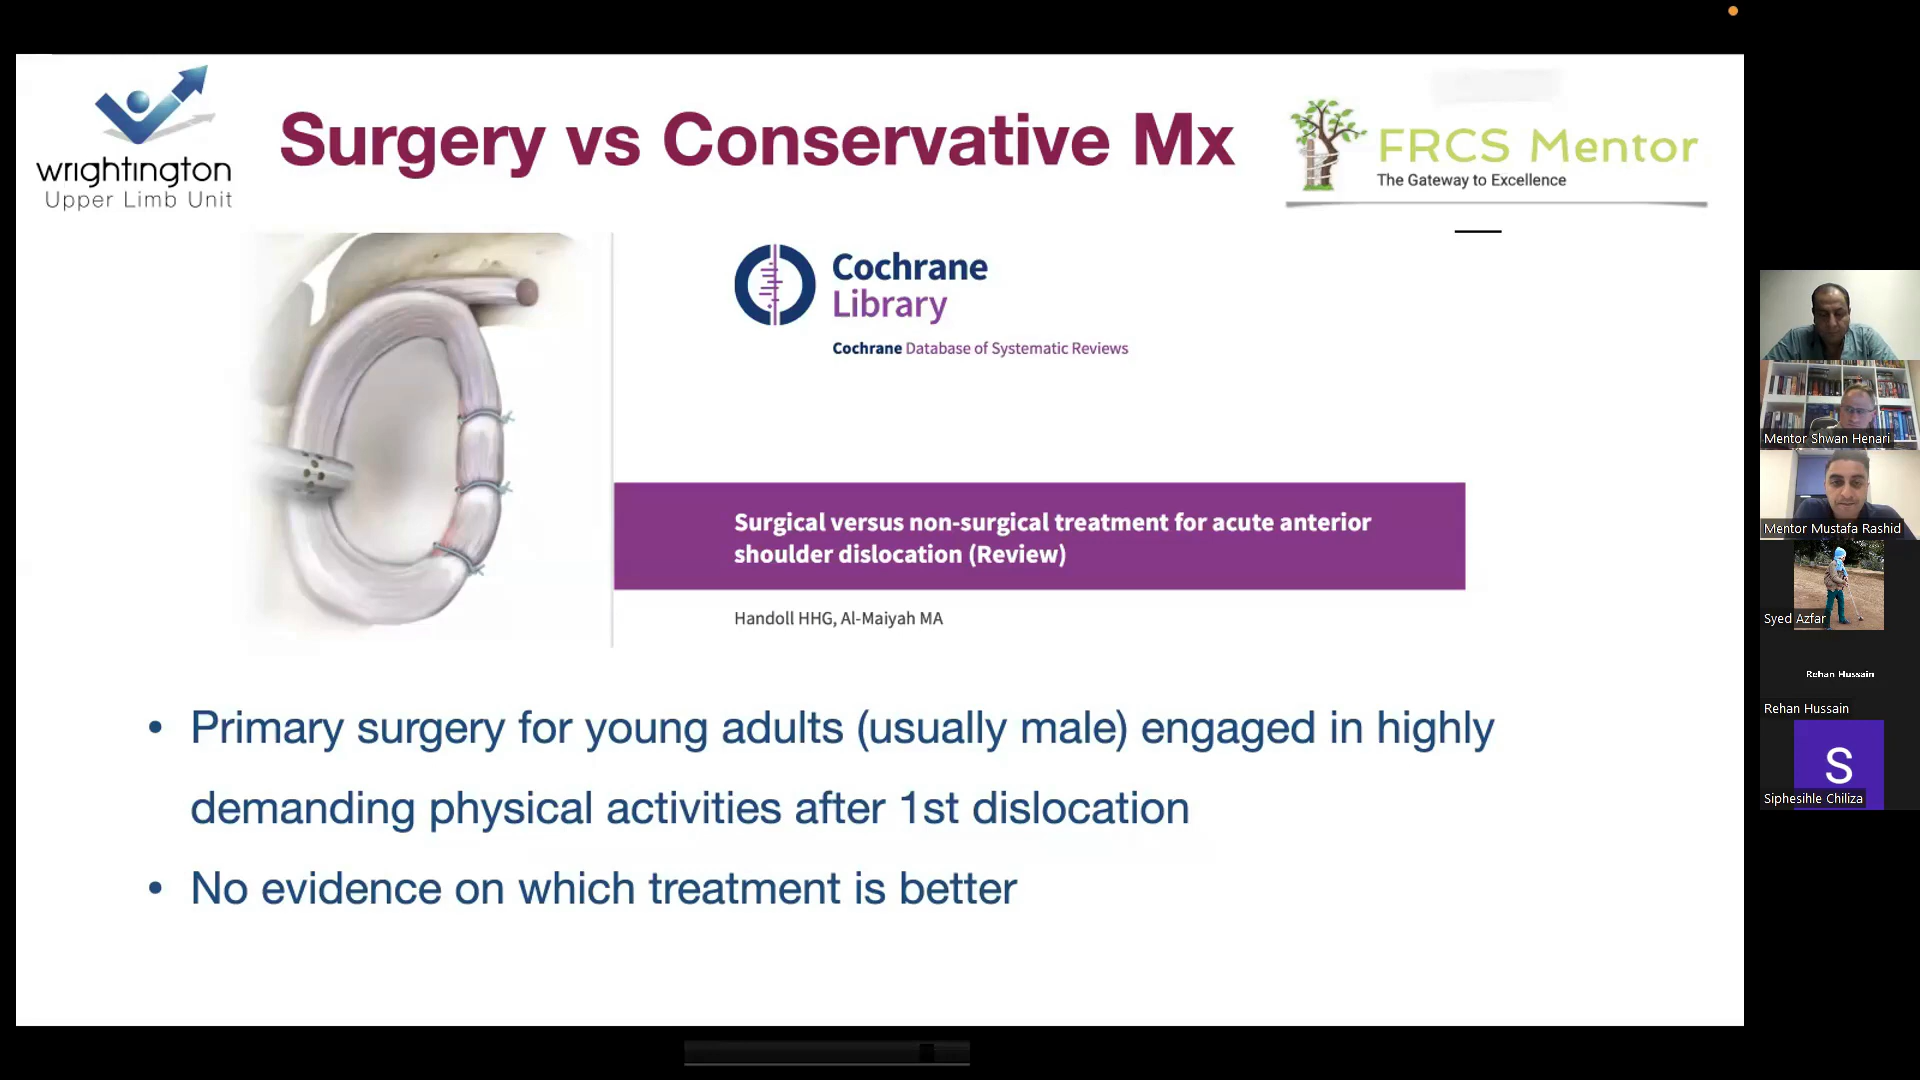 wrightington
Upper Limb Unit
Surgery vs Conservative Mx
FRCS Mentor
The Gateway to Excellence
Cochrane
Library
Cochrane Database of Systematic Reviews
Surgical versus non-surgical treatment for acute anterior
shoulder dislocation (Review)
Handoll HHG, Al-Maiyah MA
• Primary surgery for young adults (usually male) engaged in highly
demanding physical activities after 1st dislocation
• No evidence on which treatment is better
Mentor Shwan Henari
Mentor Mustafa Rashid
Syed Azfar
Rehan Hussain
Rehan Hussain
S
Siphesihle Chiliza